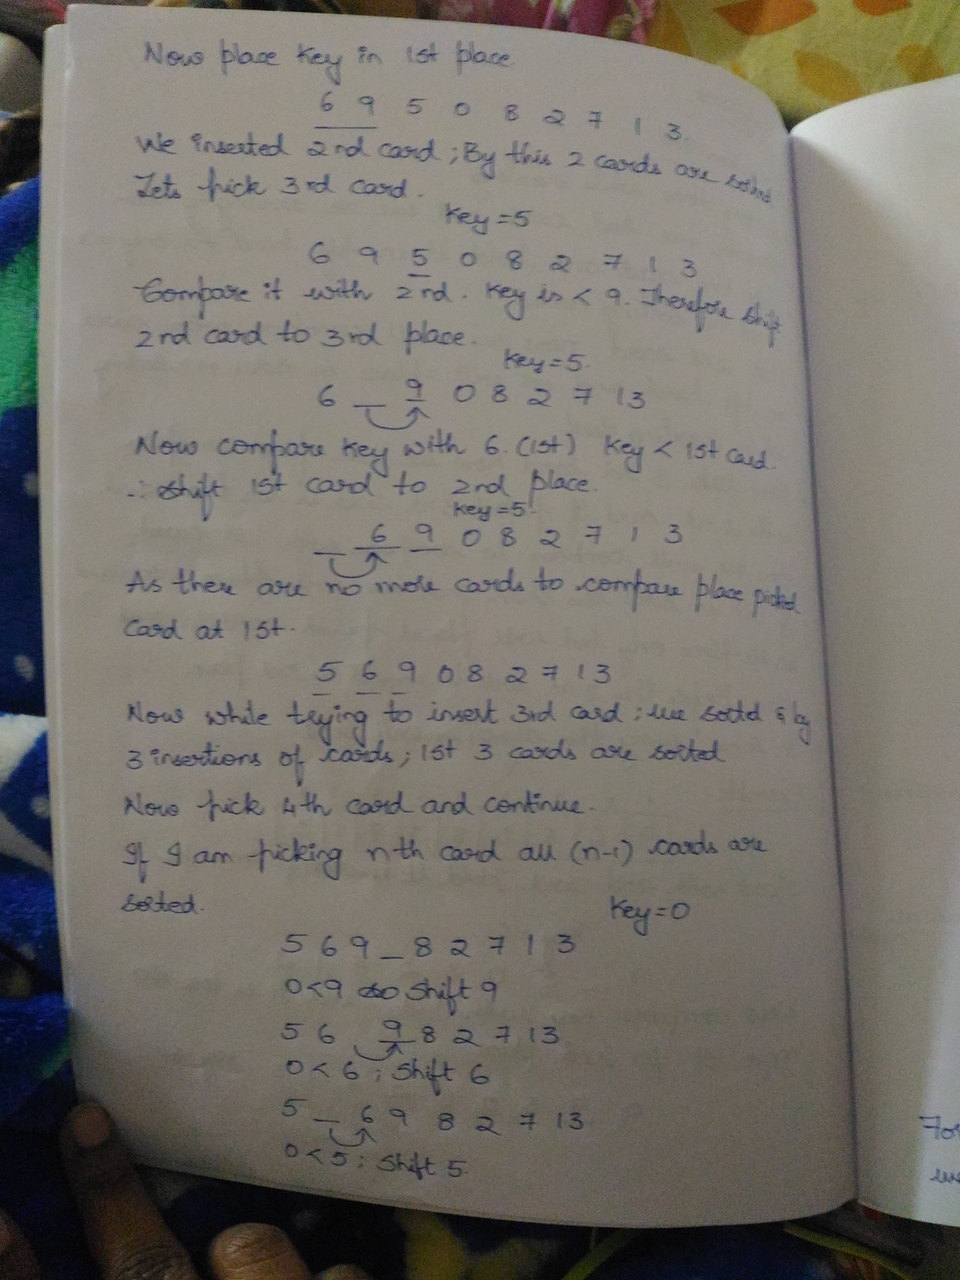 Now place key in 1st place
6 9 5 0 8 2 7 1 3.
We inserted 2nd card ; By this 2 cards are sorted
Lets pick 3rd card.
Key = 5
6 9 5 0 8 2 7 1 3
Compare it with 2nd. Key is < 9. Therefore shift
2nd card to 3rd place.
Key = 5.
6 _ 9 0 8 2 7 1 3
Now compare key with 6. (1st) Key < 1st card.
∴ shift 1st card to 2nd place.
Key = 5.
_ 6 9 0 8 2 7 1 3
As there are no more cards to compare place picked
card at 1st.
5 6 9 0 8 2 7 1 3
Now while trying to insert 3rd card ; we sorted & by
3 insertions of cards ; 1st 3 cards are sorted
Now pick 4th card and continue.
If I am picking nth card all (n-1) cards are
sorted.
Key = 0
5 6 9 _ 8 2 7 1 3
0 < 9 so shift 9
5 6 9 8 2 7 1 3
0 < 6 ; Shift 6
5 _ 6 9 8 2 7 1 3
0 < 5 ; Shift 5